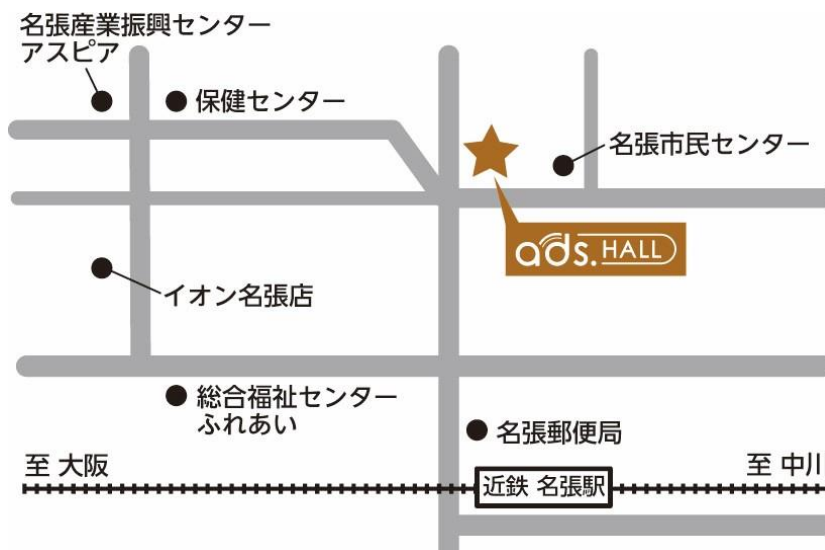 名張産業振興センター
アスピア
保健センター
名張市民センター
ads.HALL
イオン名張店
総合福祉センター
ふれあい
名張郵便局
至 大阪
至 中川
近鉄 名張駅